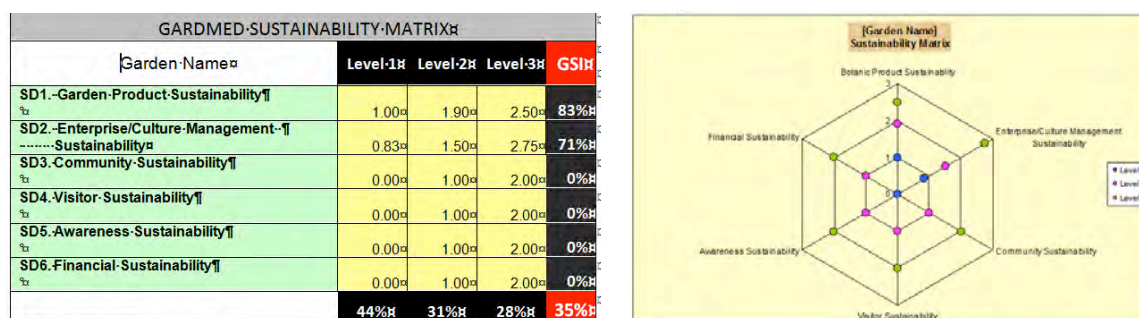 GARDMED·SUSTAINABILITY·MATRIX¤
Garden·Name¤ Level·1¤ Level·2¤ Level·3¤ GSI¤
SD1.·Garden·Product·Sustainability¶
1.00¤ 1.90¤ 2.50¤ 83%¤
SD2.·Enterprise/Culture·Management··¶
········Sustainability¤ 0.83¤ 1.50¤ 2.75¤ 71%¤
SD3.·Community·Sustainability¶
0.00¤ 1.00¤ 2.00¤ 0%¤
SD4.·Visitor·Sustainability¶
0.00¤ 1.00¤ 2.00¤ 0%¤
SD5.·Awareness·Sustainability¶
0.00¤ 1.00¤ 2.00¤ 0%¤
SD6.·Financial·Sustainability¶
0.00¤ 1.00¤ 2.00¤ 0%¤
44%¤ 31%¤ 28%¤ 35%¤
[Garden Name]
Sustainability Matrix
Botanic Product Sustainability
3
2
1
0
Financial Sustainability
Enterprise/Culture Management
Sustainability
Level
Level
Level
Awareness Sustainability
Community Sustainability
Visitor Sustainability